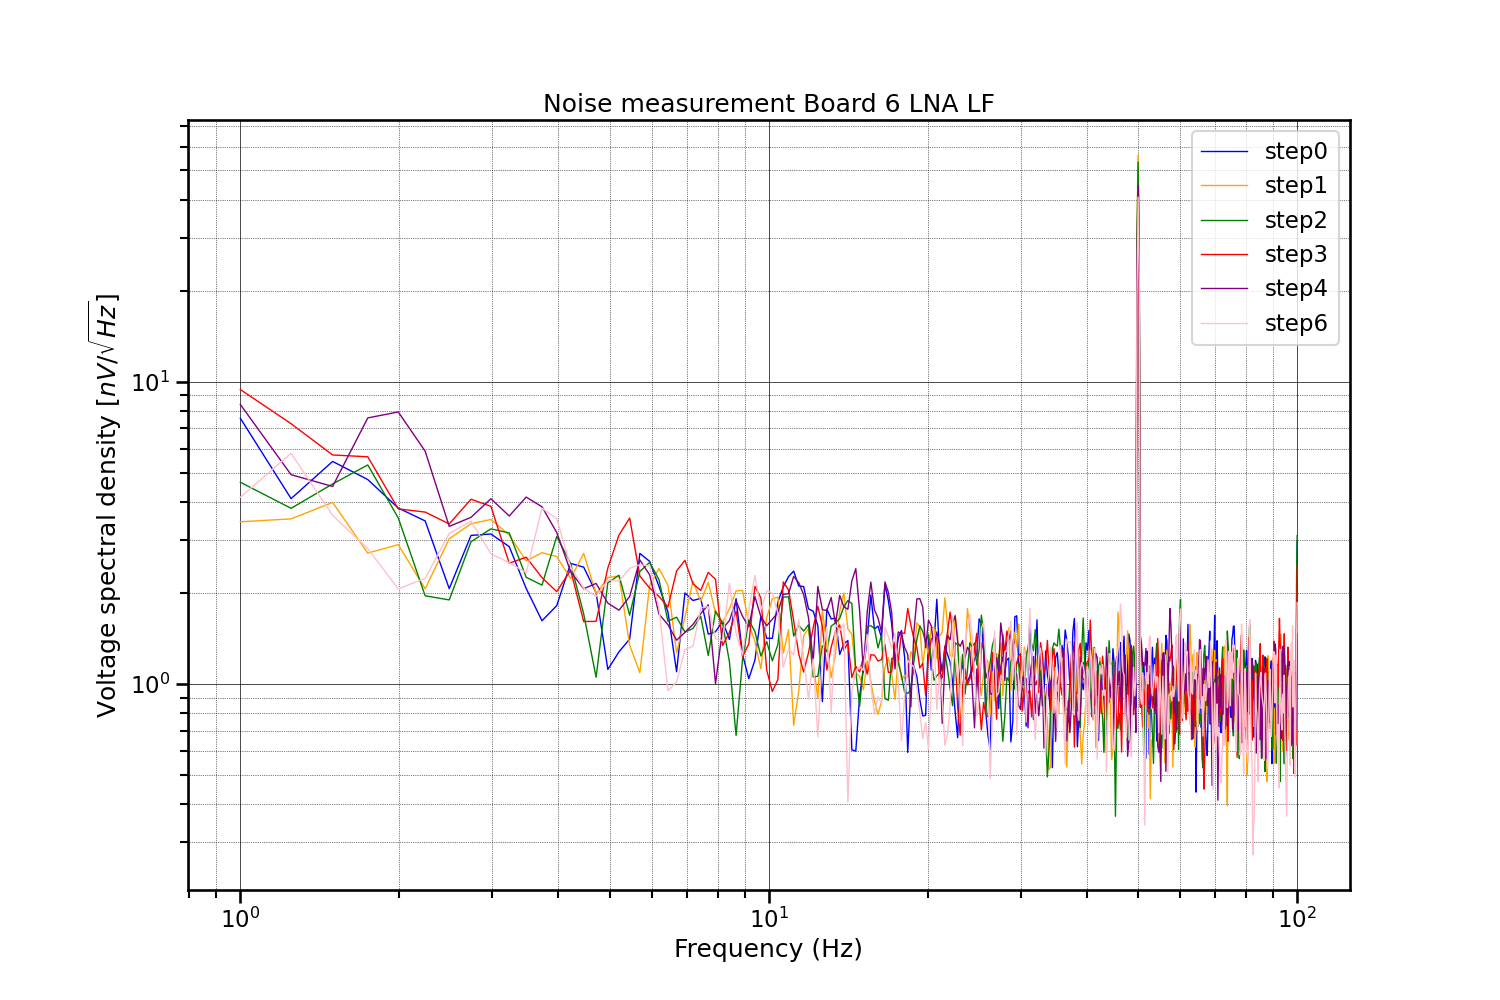 Noise measurement Board 6 LNA LF
step0
step1
step2
step3
step4
step6
Voltage spectral density [nV/√Hz]
10¹
10⁰
10⁰ 10¹ 10²
Frequency (Hz)